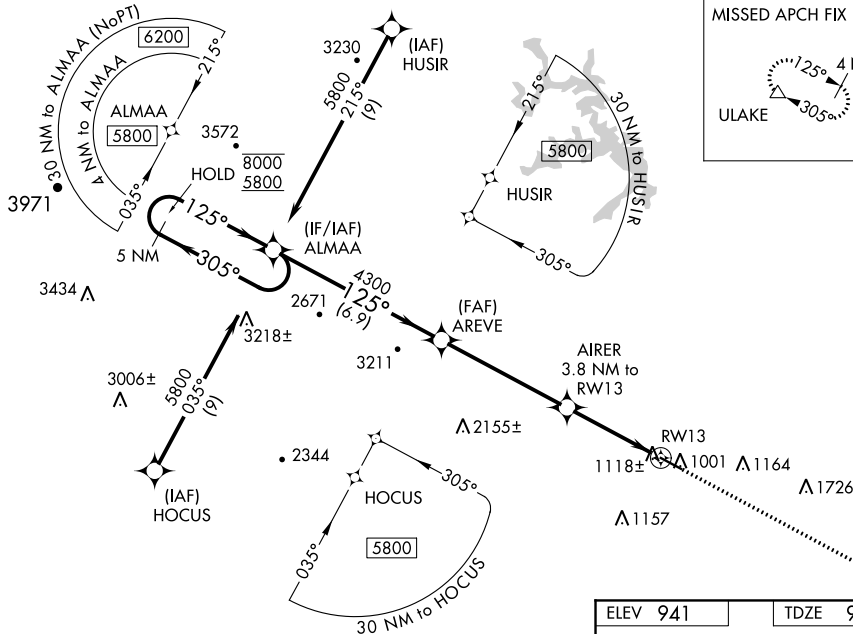 30 NM to ALMAA (NoPT)
6200
4 NM to ALMAA
215°
ALMAA
5800
035°
3971
3572
HOLD
8000
5800
3230
(IAF)
HUSIR
5800
215°
(9)
125°
305°
5 NM
(IF/IAF)
ALMAA
215°
5800
30 NM to HUSIR
HUSIR
305°
MISSED APCH FIX
125°
305°
ULAKE
3434
2671
4300
125°
(6.9)
(FAF)
AREVE
3218±
3211
3006±
5800
035°
(9)
(IAF)
HOCUS
2344
AIRER
3.8 NM to
RW13
2155±
RW13
1118±
1001
1164
1726
1157
305°
HOCUS
035°
5800
30 NM to HOCUS
ELEV 941
TDZE